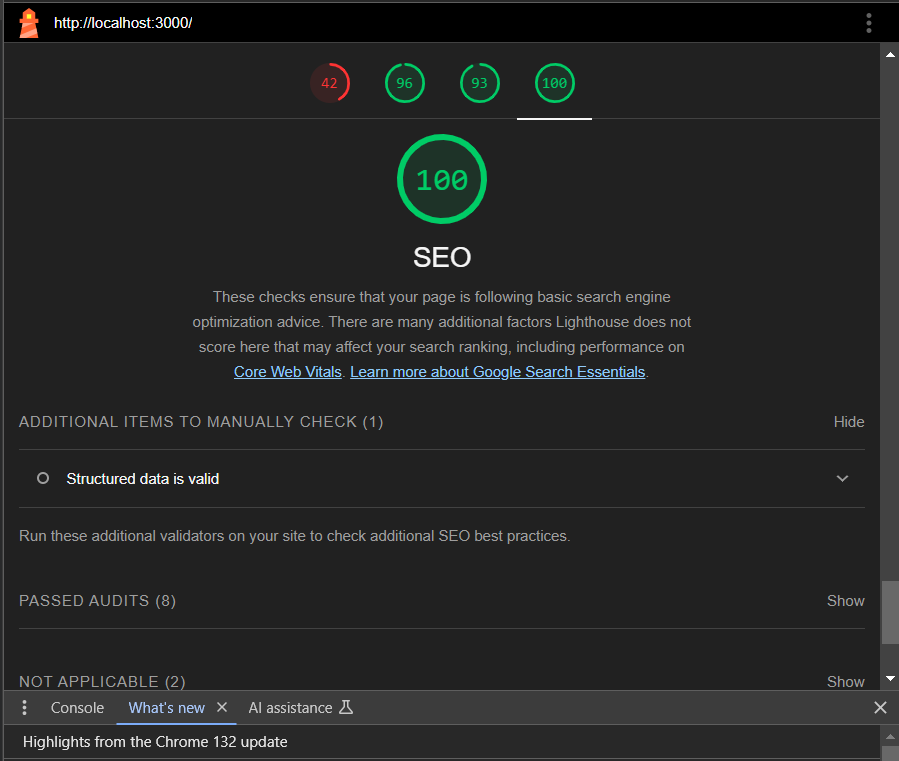 http://localhost:3000/
42 96 93 100
100
SEO
These checks ensure that your page is following basic search engine
optimization advice. There are many additional factors Lighthouse does not
score here that may affect your search ranking, including performance on
Core Web Vitals. Learn more about Google Search Essentials.
ADDITIONAL ITEMS TO MANUALLY CHECK (1) Hide
Structured data is valid
Run these additional validators on your site to check additional SEO best practices.
PASSED AUDITS (8) Show
NOT APPLICABLE (2) Show
Console What's new AI assistance
Highlights from the Chrome 132 update